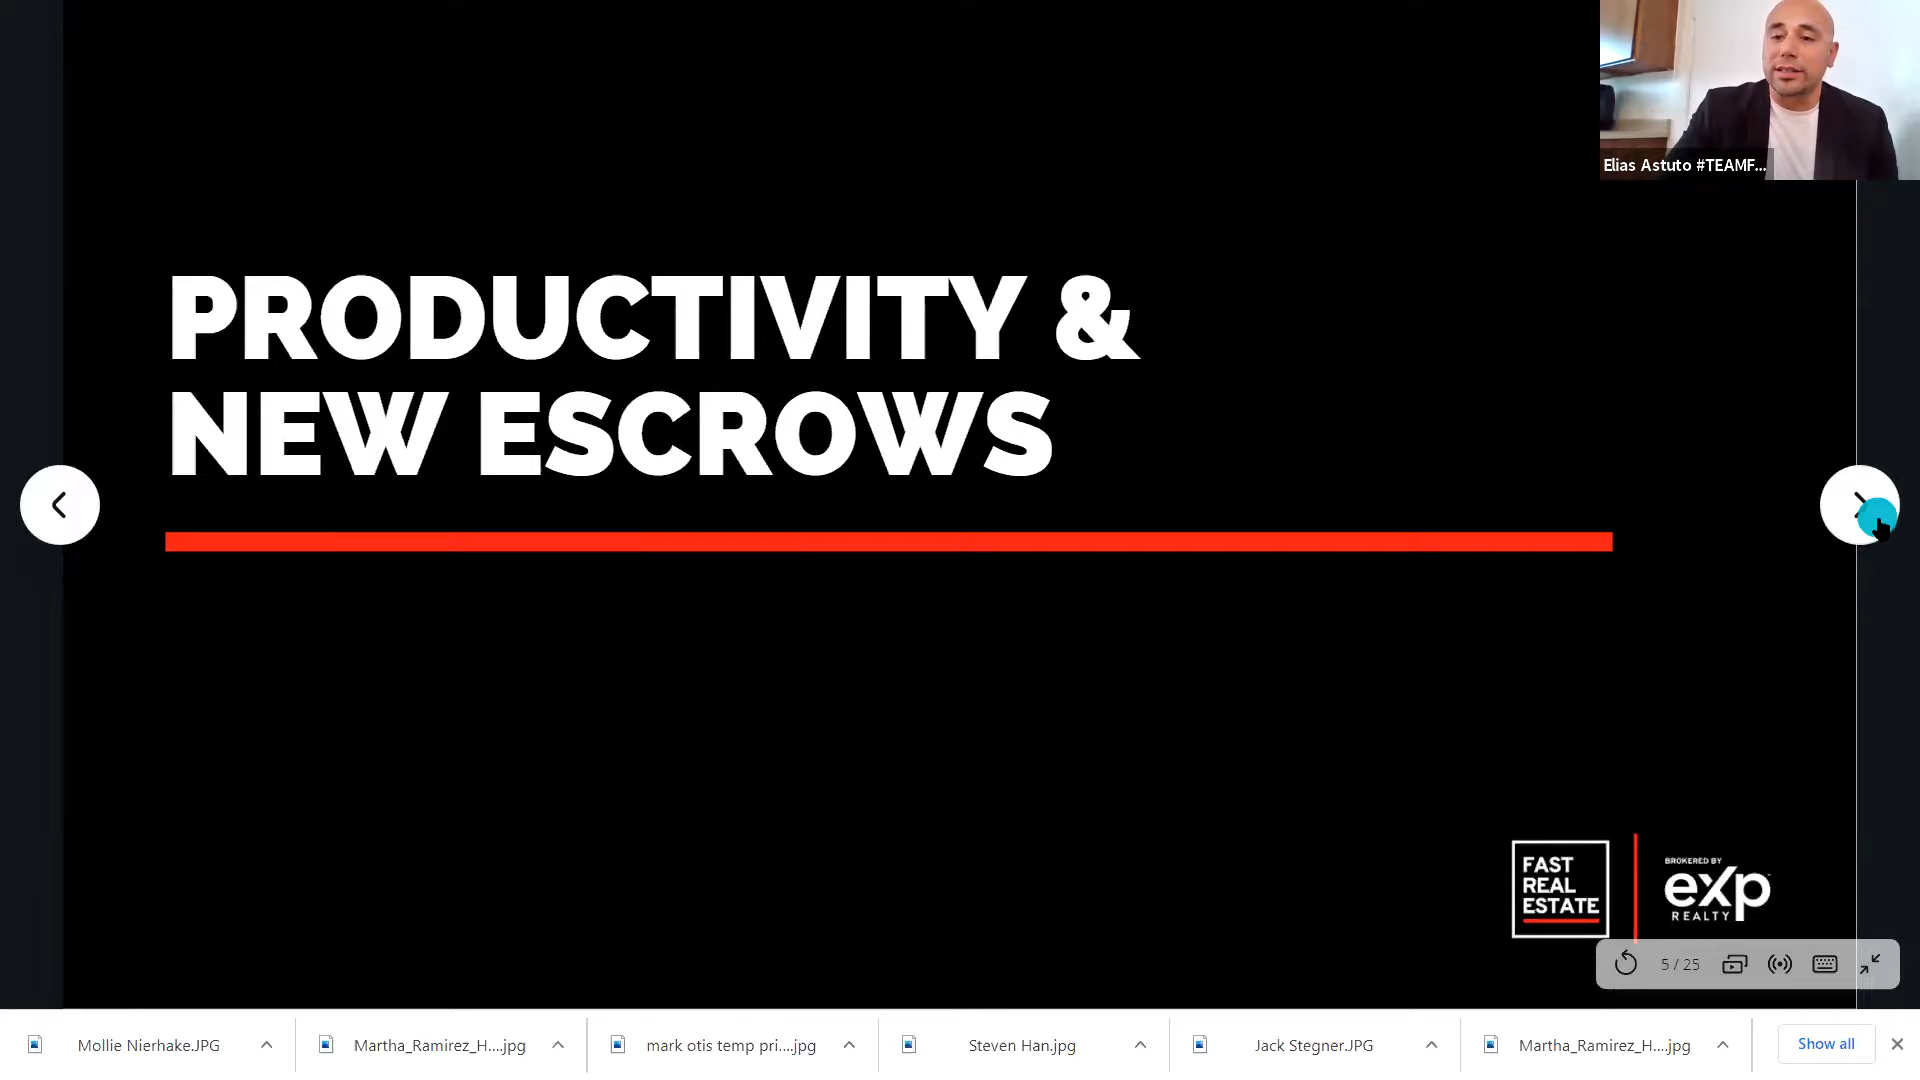 Elias Astuto #TEAMF...
PRODUCTIVITY &
NEW ESCROWS
FAST
REAL
ESTATE
BROKERED BY
eXp
REALTY
5 / 25
Mollie Nierhake.JPG
Martha_Ramirez_H....jpg
mark otis temp pri....jpg
Steven Han.jpg
Jack Stegner.JPG
Martha_Ramirez_H....jpg
Show all